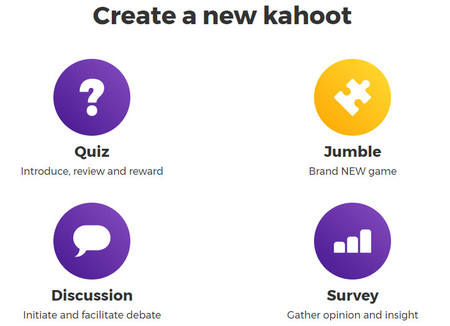 Create a new kahoot
Quiz
Introduce, review and reward
Jumble
Brand NEW game
Discussion
Initiate and facilitate debate
Survey
Gather opinion and insight